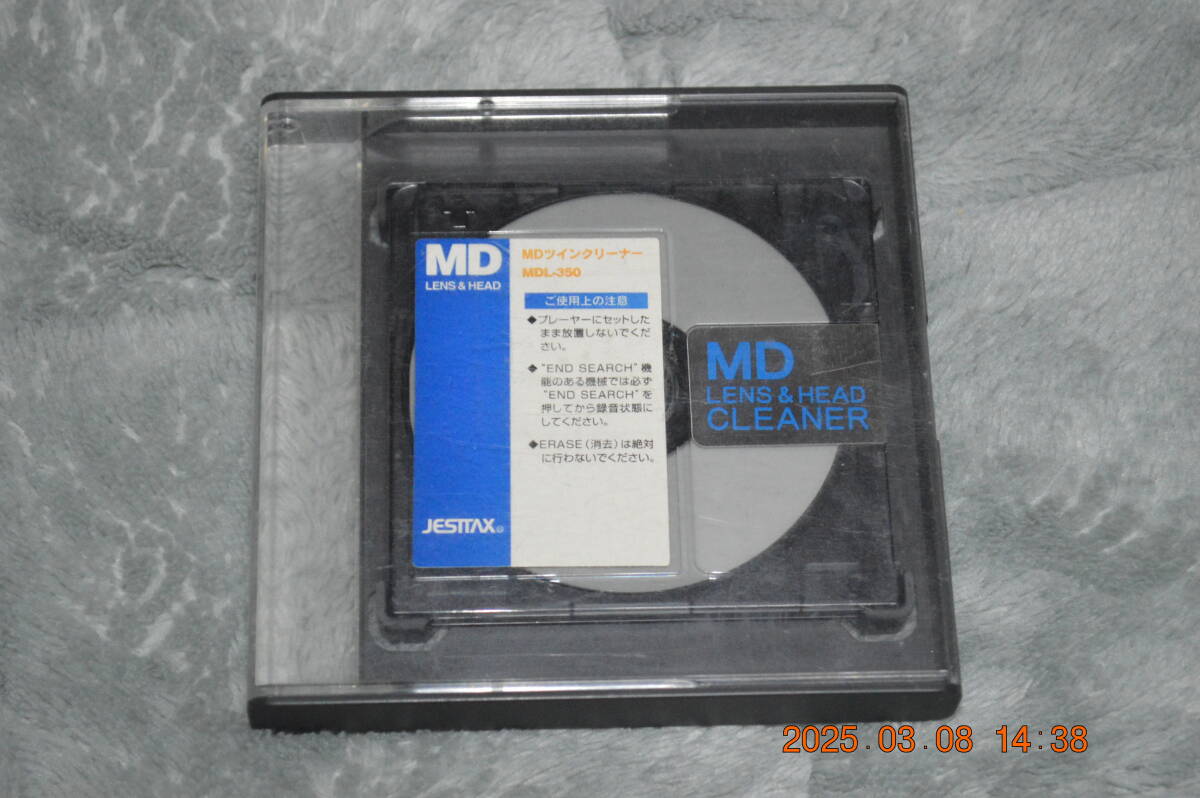 MD
LENS & HEAD
MDツインクリーナー
MDL-350
ご使用上の注意
◆プレーヤーにセットした
まま放置しないでくだ
さい。
◆"END SEARCH"機
能のある機械では必ず
"END SEARCH"を
押してから録音状態に
してください。
◆ERASE(消去)は絶対
に行わないでください。
JESTTAX®
MD
LENS & HEAD
CLEANER
2025.03.08 14:38